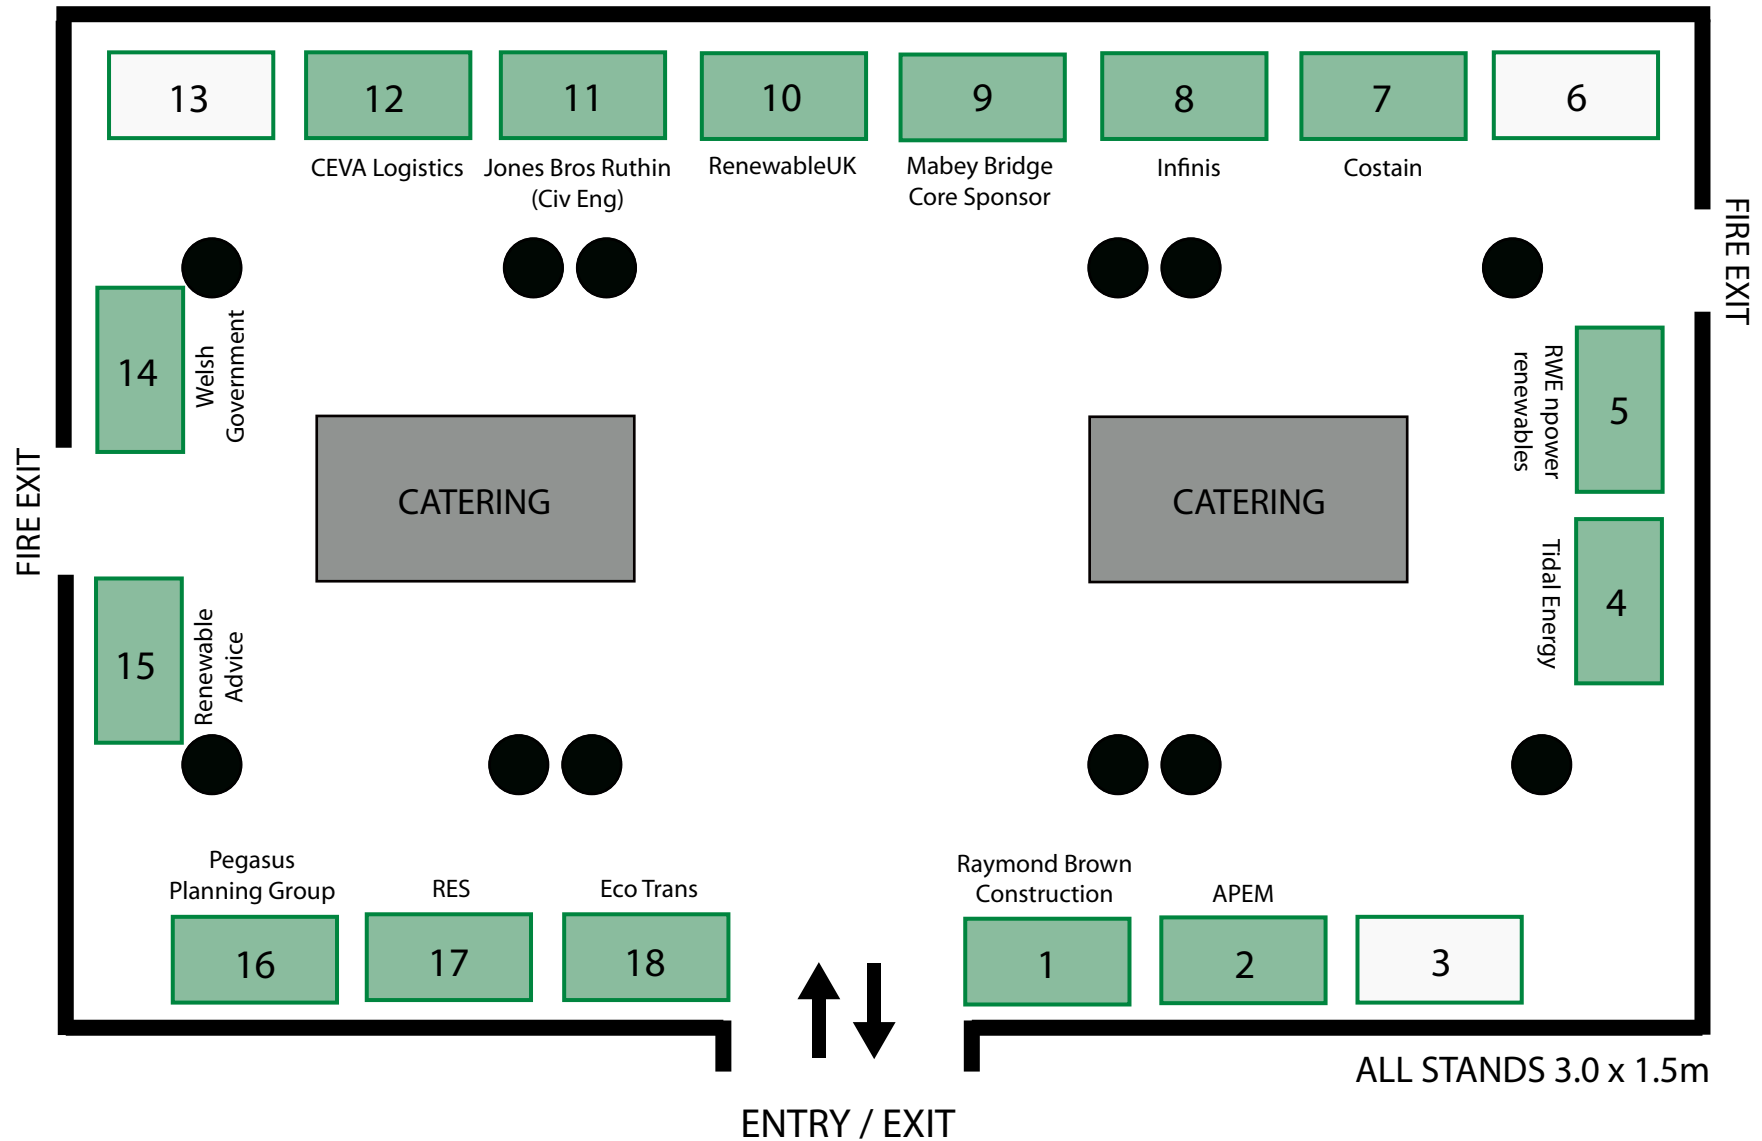 13
12
11
10
9
8
7
6
CEVA Logistics
Jones Bros Ruthin
(Civ Eng)
RenewableUK
Mabey Bridge
Core Sponsor
Infinis
Costain
FIRE EXIT
14
Welsh
Government
RWE npower
renewables
5
CATERING
CATERING
FIRE EXIT
15
Renewable
Advice
Tidal Energy
4
Pegasus
Planning Group
RES
Eco Trans
Raymond Brown
Construction
APEM
16
17
18
1
2
3
ALL STANDS 3.0 x 1.5m
ENTRY / EXIT